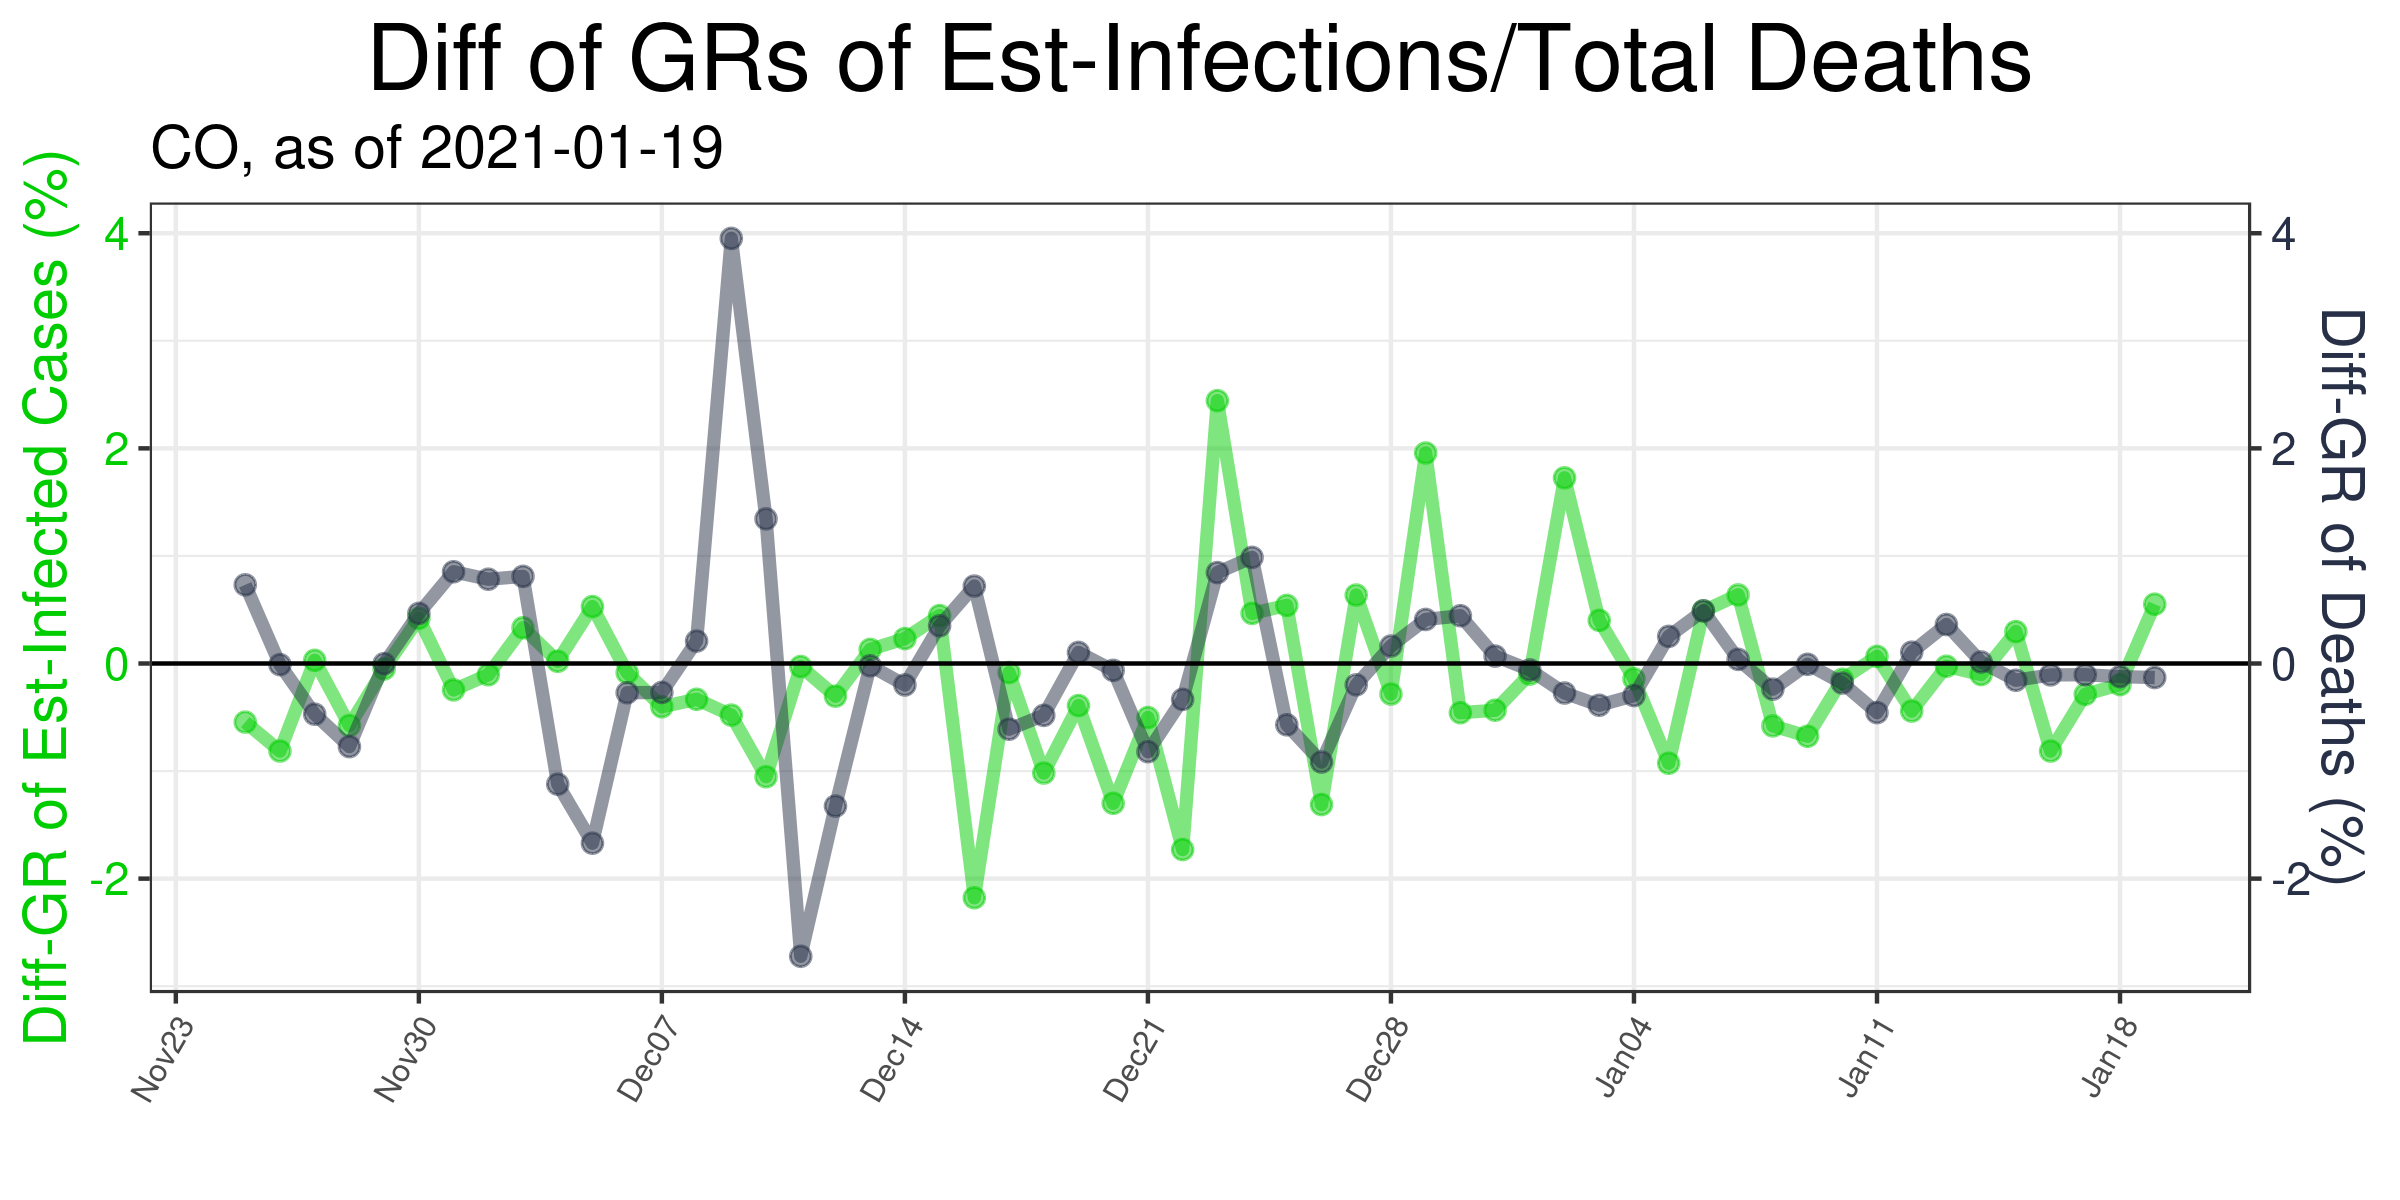 Diff of GRs of Est-Infections/Total Deaths
CO, as of 2021-01-19
Diff-GR of Est-Infected Cases (%)
4
2
0
-2
4
2
0
-2
Diff-GR of Deaths (%)
Nov23
Nov30
Dec07
Dec14
Dec21
Dec28
Jan04
Jan11
Jan18